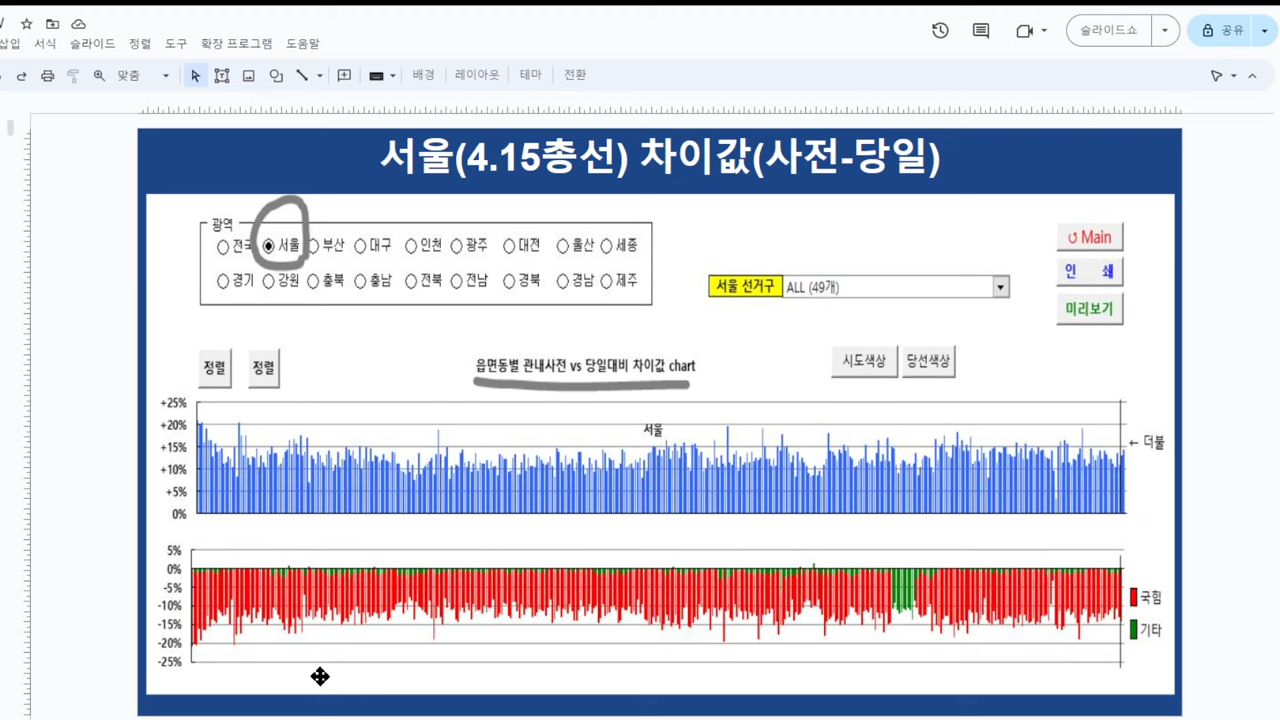 삽입 서식 슬라이드 정렬 도구 확장 프로그램 도움말
슬라이드쇼
공유
맞춤
배경 레이아웃 테마 전환
서울(4.15총선) 차이값(사전-당일)
광역
전국 서울 부산 대구 인천 광주 대전 울산 세종
경기 강원 충북 충남 전북 전남 경북 경남 제주
서울 선거구 ALL (49개)
↺ Main
인 쇄
미리보기
정렬 정렬
읍면동별 관내사전 vs 당일대비 차이값 chart
시도색상 당선색상
+25%
+20%
+15%
+10%
+5%
0%
서울
← 더불
5%
0%
-5%
-10%
-15%
-20%
-25%
국힘
기타